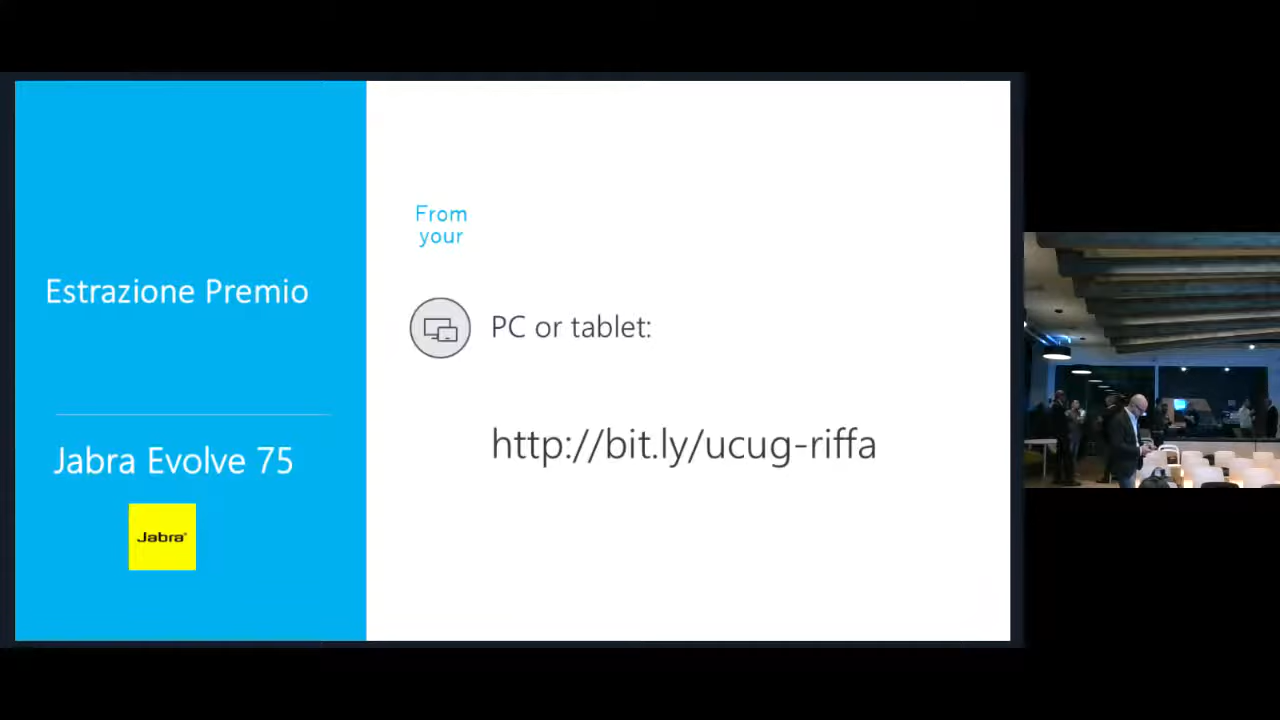 Estrazione Premio
Jabra Evolve 75
Jabra
From
your
PC or tablet:
http://bit.ly/ucug-riffa